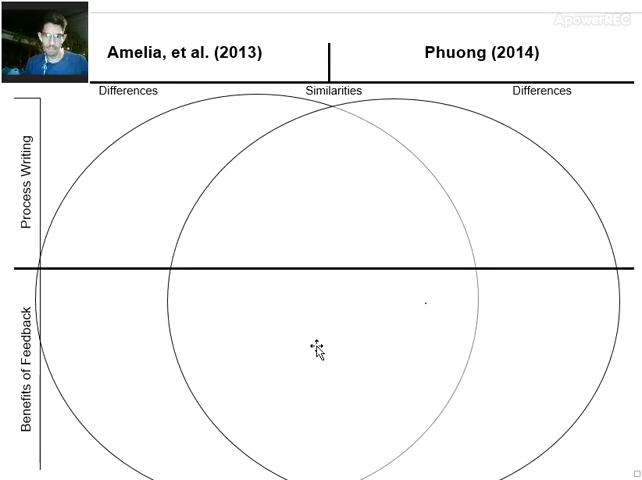 ApowerREC
Amelia, et al. (2013)
Phuong (2014)
Differences
Similarities
Differences
Process Writing
Benefits of Feedback